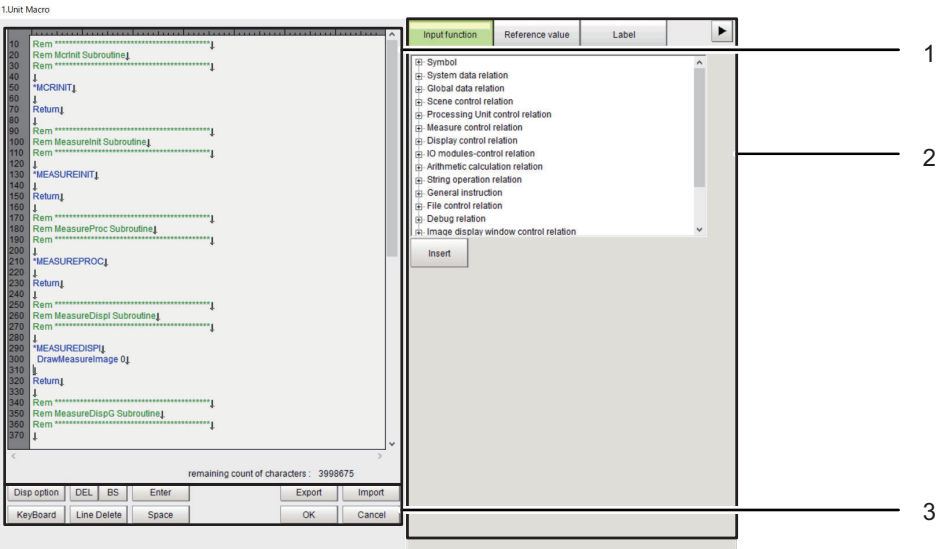 1.Unit Macro
10 Rem ******************************************↓
20 Rem McrInit Subroutine↓
30 Rem ******************************************↓
40 ↓
50 *MCRINIT↓
60 ↓
70 Return↓
80 ↓
90 Rem ******************************************↓
100 Rem MeasureInit Subroutine↓
110 Rem ******************************************↓
120 ↓
130 *MEASUREINIT↓
140 ↓
150 Return↓
160 ↓
170 Rem ******************************************↓
180 Rem MeasureProc Subroutine↓
190 Rem ******************************************↓
200 ↓
210 *MEASUREPROC↓
220 ↓
230 Return↓
240 ↓
250 Rem ******************************************↓
260 Rem MeasureDispI Subroutine↓
270 Rem ******************************************↓
280 ↓
290 *MEASUREDISPI↓
300 DrawMeasureImage 0↓
310 ↓
320 Return↓
330 ↓
340 Rem ******************************************↓
350 Rem MeasureDispG Subroutine↓
360 Rem ******************************************↓
370 ↓
remaining count of characters : 3998675
Disp option DEL BS Enter Export Import
KeyBoard Line Delete Space OK Cancel
Input function Reference value Label
Symbol
System data relation
Global data relation
Scene control relation
Processing Unit control relation
Measure control relation
Display control relation
IO modules-control relation
Arithmetic calculation relation
String operation relation
General instruction
File control relation
Debug relation
Image display window control relation
Insert
1
2
3